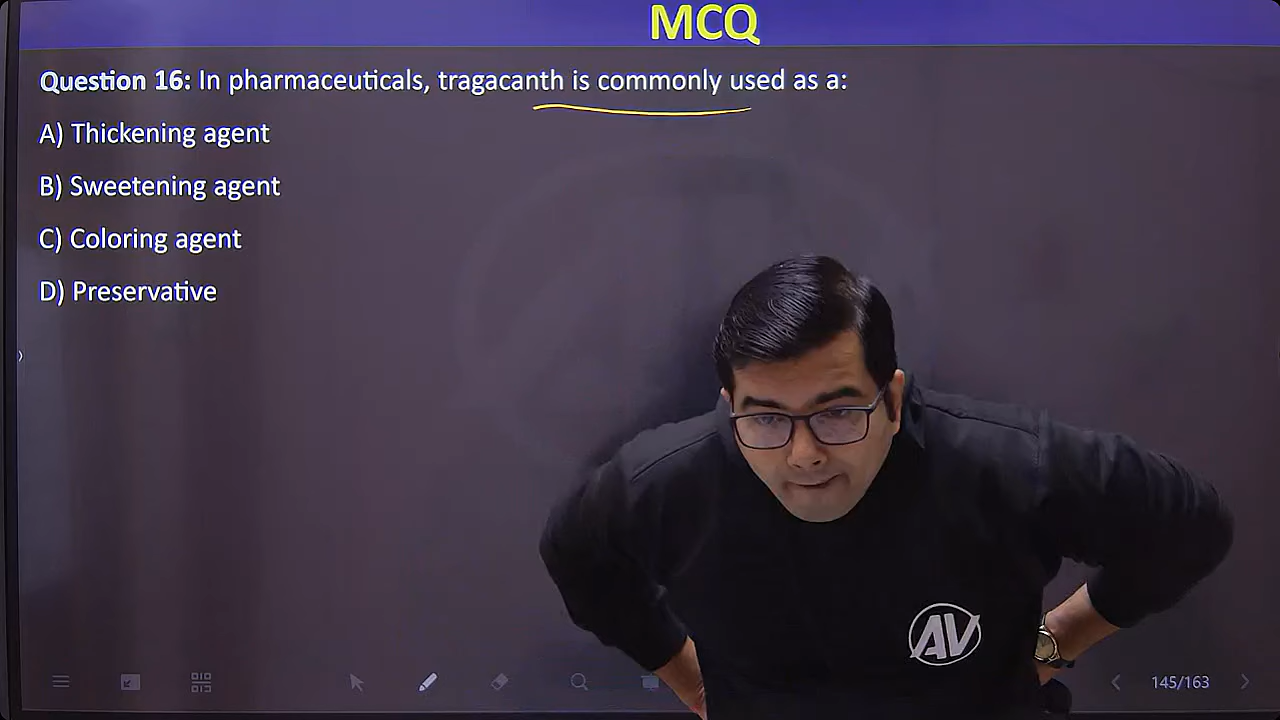 MCQ
Question 16: In pharmaceuticals, tragacanth is commonly used as a:
A) Thickening agent
B) Sweetening agent
C) Coloring agent
D) Preservative
AV
145/163